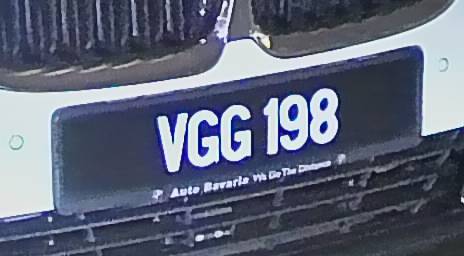 VGG 198
Auto Bavaria We Go The Distance